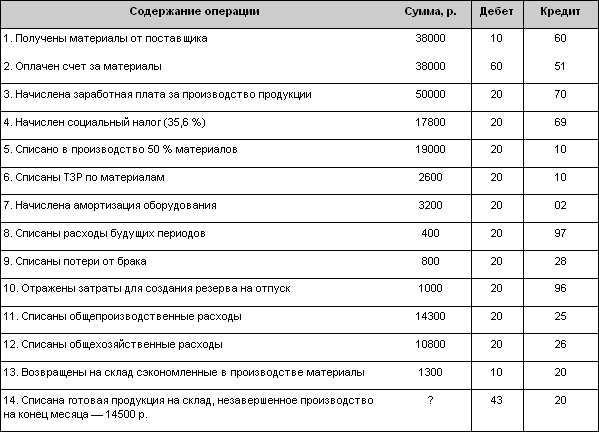 Содержание операции Сумма, р. Дебет Кредит
1. Получены материалы от поставщика 38000 10 60
2. Оплачен счет за материалы 38000 60 51
3. Начислена заработная плата за производство продукции 50000 20 70
4. Начислен социальный налог (35,6 %) 17800 20 69
5. Списано в производство 50 % материалов 19000 20 10
6. Списаны ТЗР по материалам 2600 20 10
7. Начислена амортизация оборудования 3200 20 02
8. Списаны расходы будущих периодов 400 20 97
9. Списаны потери от брака 800 20 28
10. Отражены затраты для создания резерва на отпуск 1000 20 96
11. Списаны общепроизводственные расходы 14300 20 25
12. Списаны общехозяйственные расходы 10800 20 26
13. Возвращены на склад сэкономленные в производстве материалы 1300 10 20
14. Списана готовая продукция на склад, незавершенное производство ? 43 20
на конец месяца — 14500 р.